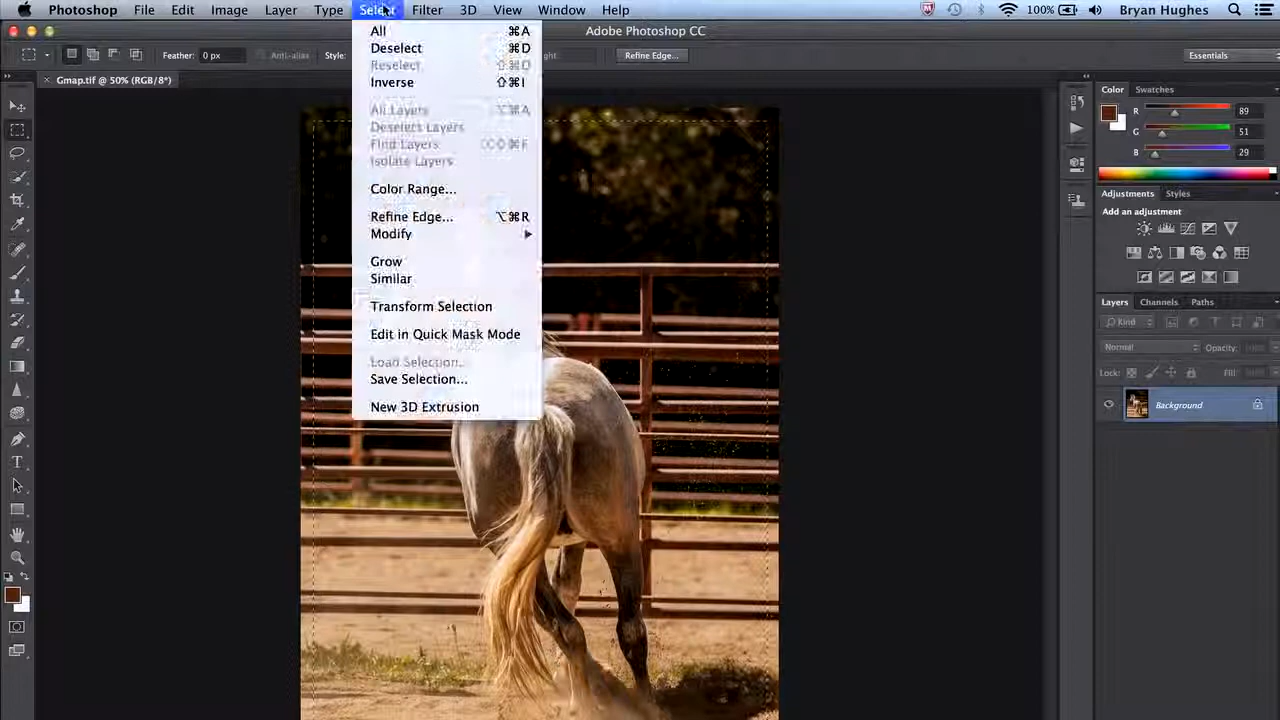 Photoshop File Edit Image Layer Type Select Filter 3D View Window Help 100% Bryan Hughes
Adobe Photoshop CC
Feather: 0 px Anti-alias Style: Refine Edge... Essentials
× Gmap.tif @ 50% (RGB/8*)
All ⌘A
Deselect ⌘D
Reselect ⇧⌘D
Inverse ⇧⌘I
All Layers ⌥⌘A
Deselect Layers
Find Layers
Isolate Layers
Color Range...
Refine Edge... ⌥⌘R
Modify
Grow
Similar
Transform Selection
Edit in Quick Mask Mode
Load Selection...
Save Selection...
New 3D Extrusion
Color Swatches
R 89
G 51
B 29
Adjustments Styles
Add an adjustment
Layers Channels Paths
Kind
Normal Opacity:
Lock: Fill:
Background